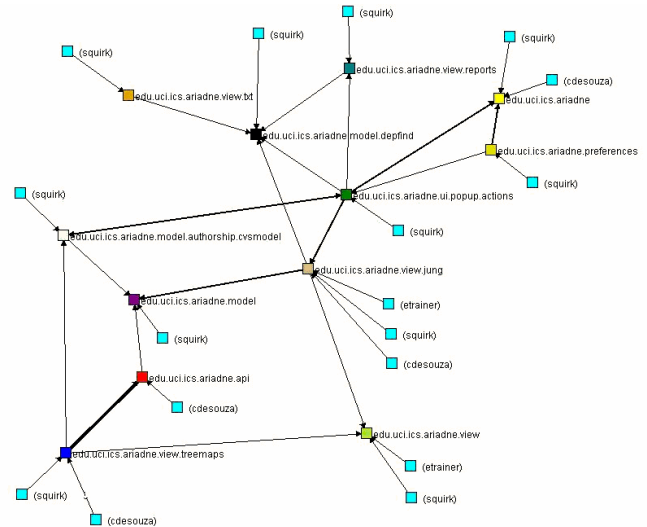 (squirk)
(squirk)
(squirk)
(squirk)
edu.uci.ics.ariadne.view.reports
(cdesouza)
edu.uci.ics.ariadne.view.txt
edu.uci.ics.ariadne
edu.uci.ics.ariadne.model.depfind
edu.uci.ics.ariadne.preferences
(squirk)
(squirk)
edu.uci.ics.ariadne.ui.popup.actions
(squirk)
edu.uci.ics.ariadne.model.authorship.cvsmodel
edu.uci.ics.ariadne.view.jung
edu.uci.ics.ariadne.model
(etrainer)
(squirk)
(squirk)
(cdesouza)
edu.uci.ics.ariadne.api
(cdesouza)
edu.uci.ics.ariadne.view
edu.uci.ics.ariadne.view.treemaps
(etrainer)
(squirk)
(squirk)
(cdesouza)